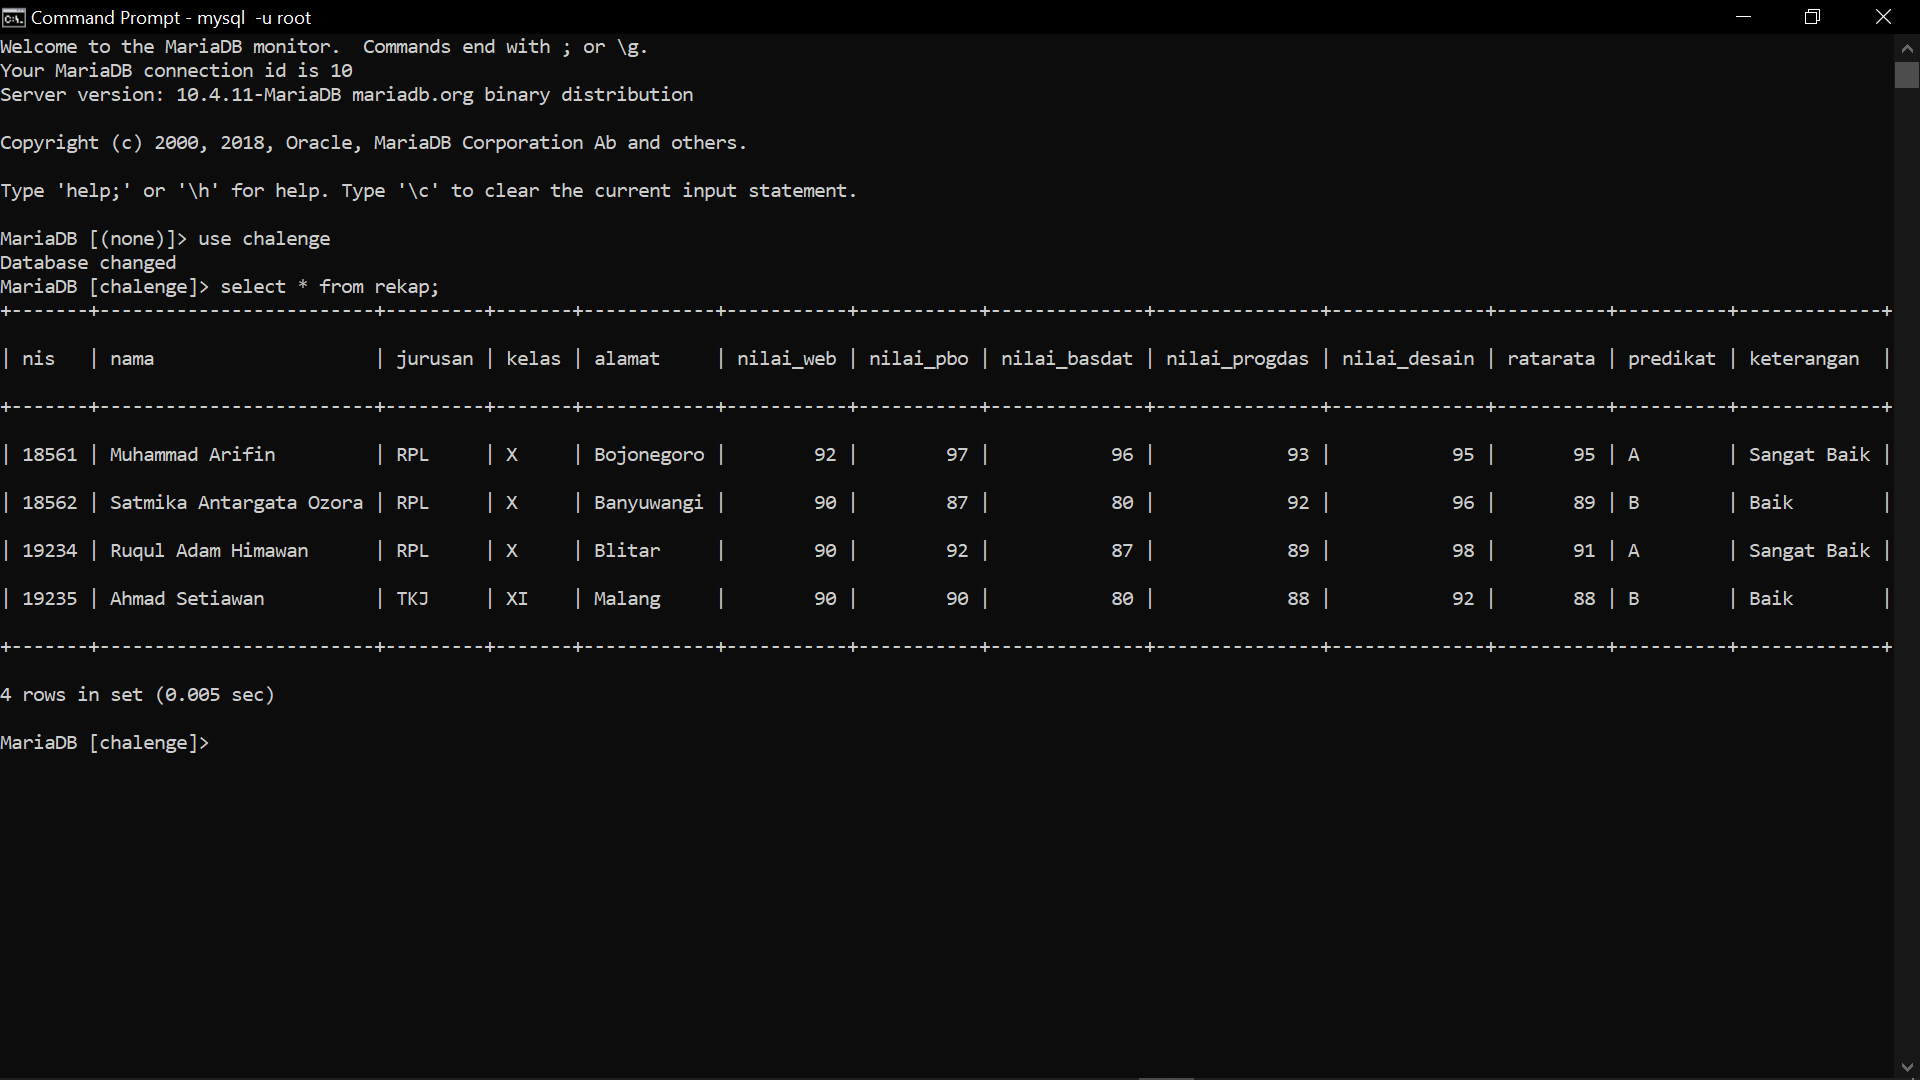 Command Prompt - mysql  -u root
Welcome to the MariaDB monitor.  Commands end with ; or \g.
Your MariaDB connection id is 10
Server version: 10.4.11-MariaDB mariadb.org binary distribution
Copyright (c) 2000, 2018, Oracle, MariaDB Corporation Ab and others.
Type 'help;' or '\h' for help. Type '\c' to clear the current input statement.
MariaDB [(none)]> use chalenge
Database changed
MariaDB [chalenge]> select * from rekap;
+-------+-------------------------+---------+-------+------------+-----------+-----------+--------------+---------------+--------------+----------+----------+-------------+
| nis   | nama                    | jurusan | kelas | alamat     | nilai_web | nilai_pbo | nilai_basdat | nilai_progdas | nilai_desain | ratarata | predikat | keterangan  |
+-------+-------------------------+---------+-------+------------+-----------+-----------+--------------+---------------+--------------+----------+----------+-------------+
| 18561 | Muhammad Arifin         | RPL     | X     | Bojonegoro |        92 |        97 |           96 |            93 |           95 |       95 | A        | Sangat Baik |
| 18562 | Satmika Antargata Ozora | RPL     | X     | Banyuwangi |        90 |        87 |           80 |            92 |           96 |       89 | B        | Baik        |
| 19234 | Ruqul Adam Himawan      | RPL     | X     | Blitar     |        90 |        92 |           87 |            89 |           98 |       91 | A        | Sangat Baik |
| 19235 | Ahmad Setiawan          | TKJ     | XI    | Malang     |        90 |        90 |           80 |            88 |           92 |       88 | B        | Baik        |
+-------+-------------------------+---------+-------+------------+-----------+-----------+--------------+---------------+--------------+----------+----------+-------------+
4 rows in set (0.005 sec)
MariaDB [chalenge]>